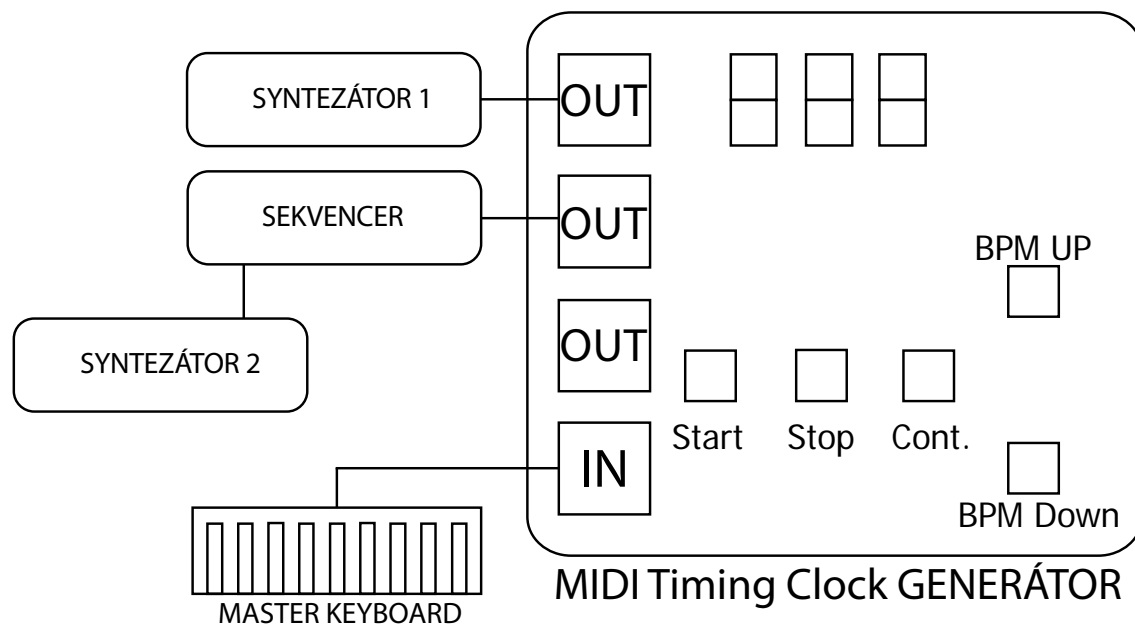 SYNTEZÁTOR 1
OUT
SEKVENCER
OUT
BPM UP
SYNTEZÁTOR 2
OUT
Start
Stop
Cont.
IN
BPM Down
MASTER KEYBOARD
MIDI Timing Clock GENERÁTOR